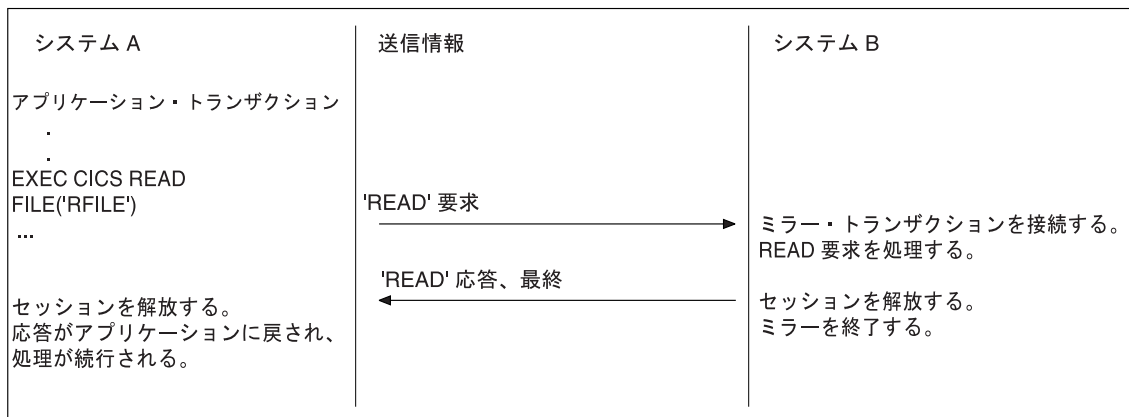 システム A
送信情報
システム B
アプリケーション・トランザクション
.
.
EXEC CICS READ
FILE('RFILE')
...
'READ' 要求
ミラー・トランザクションを接続する。
READ 要求を処理する。
'READ' 応答、最終
セッションを解放する。
応答がアプリケーションに戻され、
処理が続行される。
セッションを解放する。
ミラーを終了する。